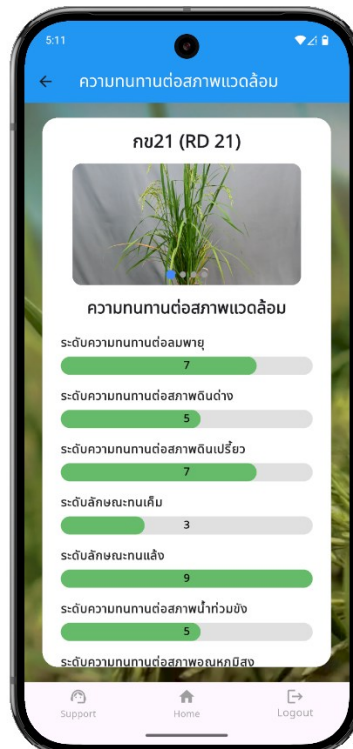 5:11
ความทนทานต่อสภาพแวดล้อม
กข21 (RD 21)
ความทนทานต่อสภาพแวดล้อม
ระดับความทนทานต่อลมพายุ
7
ระดับความทนทานต่อสภาพดินด่าง
5
ระดับความทนทานต่อสภาพดินเปรี้ยว
7
ระดับลักษณะทนเค็ม
3
ระดับลักษณะทนแล้ง
9
ระดับความทนทานต่อสภาพน้ำท่วมขัง
5
ระดับความทนทานต่อสภาพอุณหภูมิสูง
Support
Home
Logout